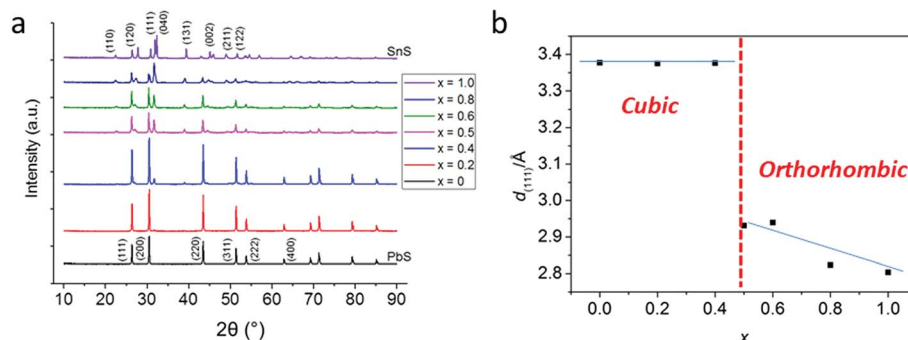 a
(110)
(120)
(111)
(040)
(131)
(002)
(211)
(122)
SnS
Intensity (a.u.)
x = 1.0
x = 0.8
x = 0.6
x = 0.5
x = 0.4
x = 0.2
x = 0
(111)
(200)
(220)
(311)
(222)
(400)
PbS
10 20 30 40 50 60 70 80 90
2θ (°)
b
3.4
3.3
3.2
3.1
3.0
2.9
2.8
d(111)/Å
Cubic
Orthorhombic
0.0 0.2 0.4 0.6 0.8 1.0
x